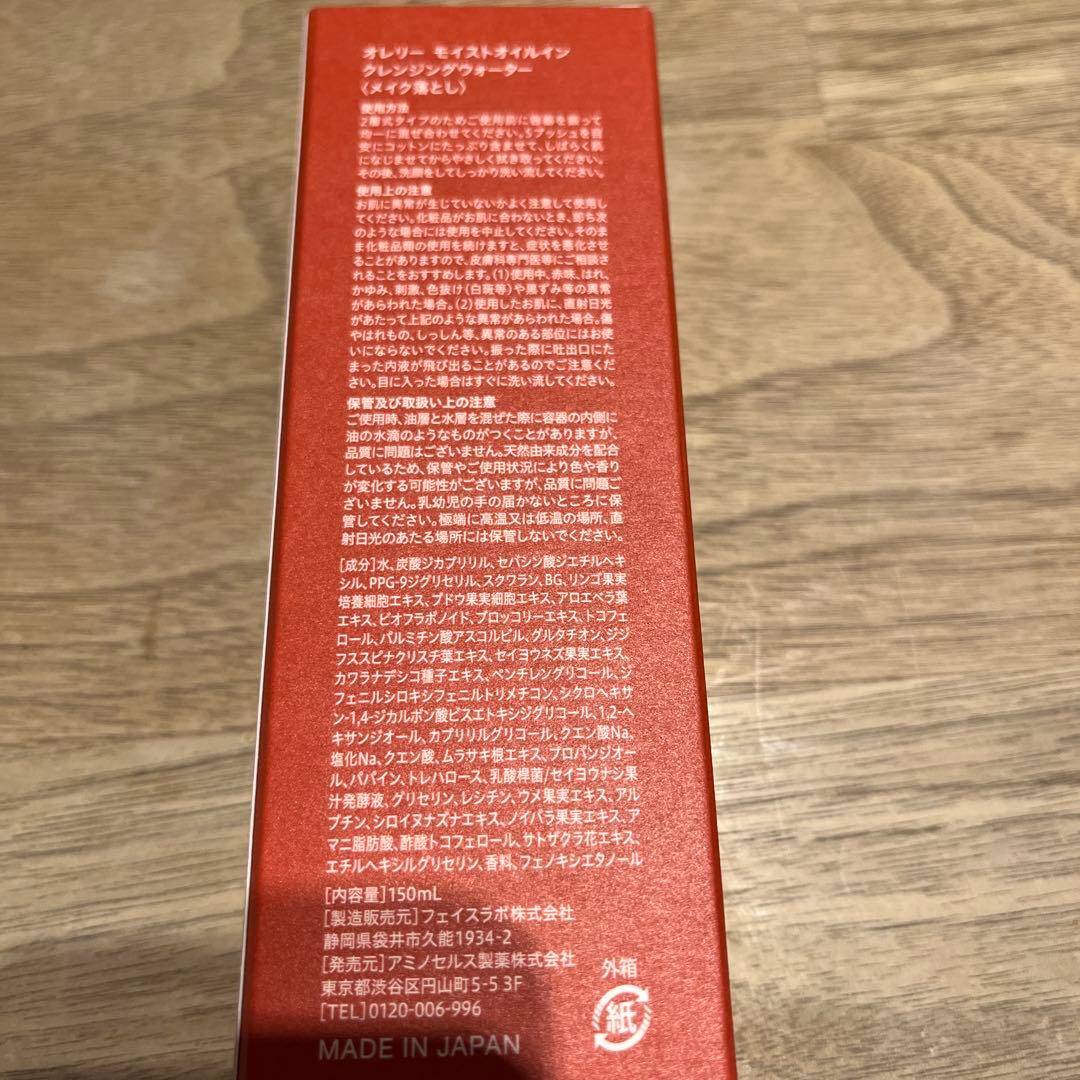 オレリー モイストオイルイン
クレンジングウォーター
〈メイク落とし〉
使用方法
2層式タイプのためご使用前に容器を振って
均一に混ぜ合わせてください。5プッシュを目
安にコットンにたっぷり含ませて、しばらく肌
になじませてからやさしく拭き取ってください。
その後、洗顔をしてしっかり洗い流してください。
使用上の注意
お肌に異常が生じていないかよく注意して使用し
てください。化粧品がお肌に合わないとき、即ち次
のような場合には使用を中止してください。そのま
ま化粧品類の使用を続けますと、症状を悪化させ
ることがありますので、皮膚科専門医等にご相談さ
れることをおすすめします。(1)使用中、赤味、はれ、
かゆみ、刺激、色抜け(白斑等)や黒ずみ等の異常
があらわれた場合。(2)使用したお肌に、直射日光
があたって上記のような異常があらわれた場合。傷
やはれもの、しっしん等、異常のある部位にはお使
いにならないでください。振った際に吐出口にた
まった内液が飛び出ることがあるのでご注意くだ
さい。目に入った場合はすぐに洗い流してください。
保管及び取扱い上の注意
ご使用時、油層と水層を混ぜた際に容器の内側に
油の水滴のようなものがつくことがありますが、
品質に問題はございません。天然由来成分を配合
しているため、保管やご使用状況により色や香り
が変化する可能性がございますが、品質に問題ご
ざいません。乳幼児の手の届かないところに保
管してください。極端に高温又は低温の場所、直
射日光のあたる場所には保管しないでください。
[成分]水、炭酸ジカプリリル、セバシン酸ジエチルヘキ
シル、PPG-9ジグリセリル、スクワラン、BG、リンゴ果実
培養細胞エキス、ブドウ果実細胞エキス、アロエベラ葉
エキス、ビオフラボノイド、ブロッコリーエキス、トコフェ
ロール、パルミチン酸アスコルビル、グルタチオン、ジジ
フススピナクリスチ葉エキス、セイヨウネズ果実エキス、
カワラナデシコ種子エキス、ペンチレングリコール、ジ
フェニルシロキシフェニルトリメチコン、シクロヘキサ
ン-1,4-ジカルボン酸ビスエトキシジグリコール、1,2-ヘ
キサンジオール、カプリリルグリコール、クエン酸Na、
塩化Na、クエン酸、ムラサキ根エキス、プロパンジオー
ル、パパイン、トレハロース、乳酸桿菌/セイヨウナシ果
汁発酵液、グリセリン、レシチン、ウメ果実エキス、アル
ブチン、シロイヌナズナエキス、ノイバラ果実エキス、ア
マニ脂肪酸、酢酸トコフェロール、サトザクラ花エキス、
エチルヘキシルグリセリン、香料、フェノキシエタノール
[内容量]150mL
[製造販売元]フェイスラボ株式会社
静岡県袋井市久能1934-2
[発売元]アミノセルス製薬株式会社
東京都渋谷区円山町5-5 3F
[TEL]0120-006-996
外箱
紙
MADE IN JAPAN